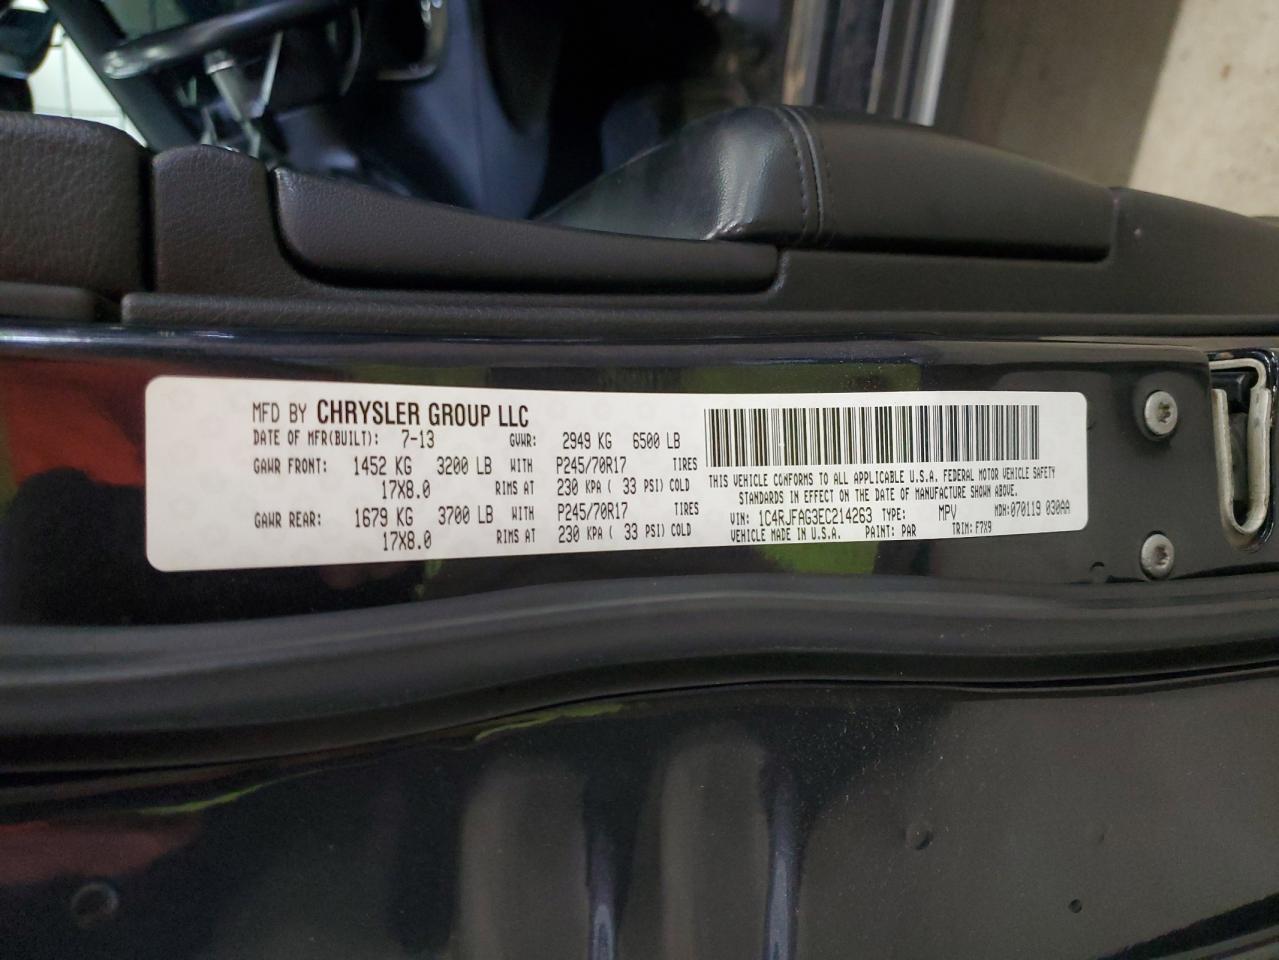 MFD BY CHRYSLER GROUP LLC
DATE OF MFR(BUILT): 7-13 GVWR: 2949 KG 6500 LB
GAWR FRONT: 1452 KG 3200 LB WITH P245/70R17 TIRES
17X8.0 RIMS AT 230 KPA ( 33 PSI) COLD
GAWR REAR: 1679 KG 3700 LB WITH P245/70R17 TIRES
17X8.0 RIMS AT 230 KPA ( 33 PSI) COLD
THIS VEHICLE CONFORMS TO ALL APPLICABLE U.S.A. FEDERAL MOTOR VEHICLE SAFETY
STANDARDS IN EFFECT ON THE DATE OF MANUFACTURE SHOWN ABOVE.
VIN: 1C4RJFAG3EC214263 TYPE: MPV MDH:070119 030AA
VEHICLE MADE IN U.S.A. PAINT: PAR TRIM: F7X9